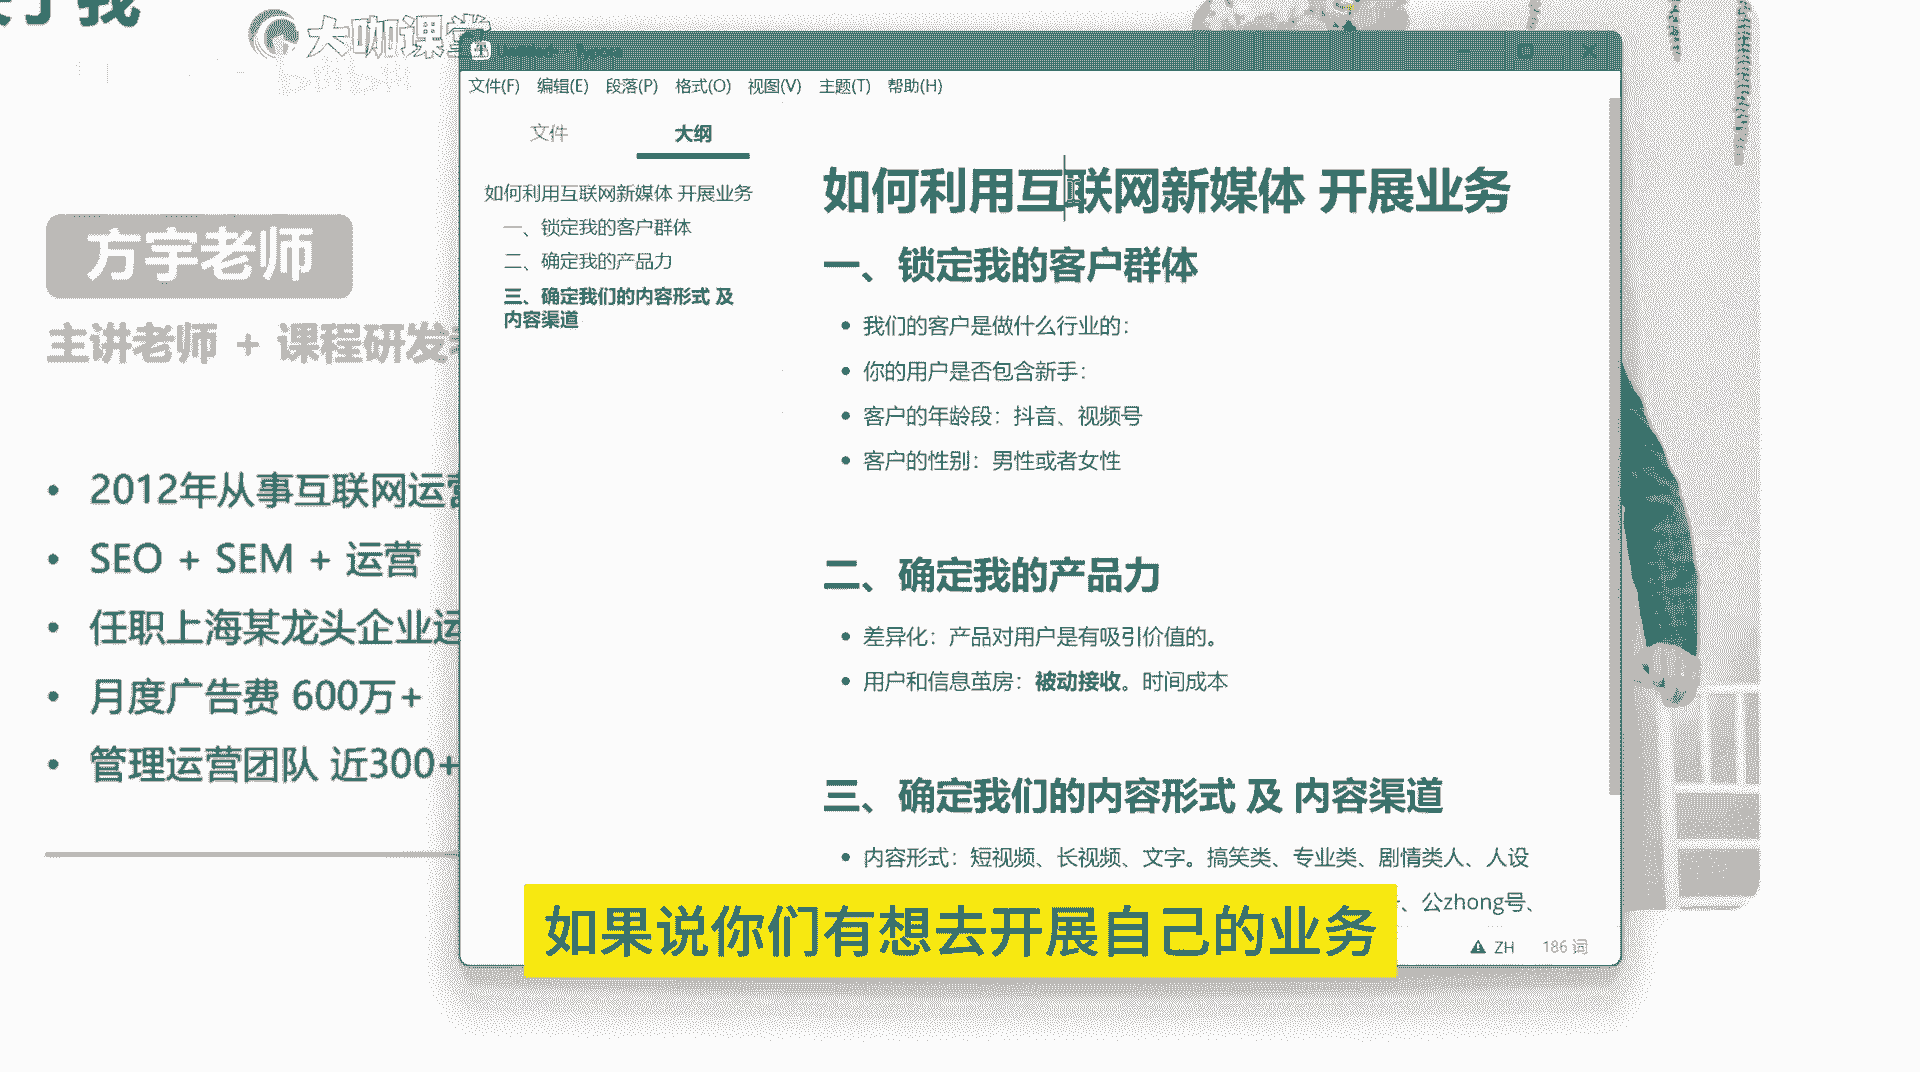 大咖课堂
方宇老师
主讲老师 + 课程研发
• 2012年从事互联网运营
• SEO + SEM + 运营
• 任职上海某龙头企业运
• 月度广告费 600万+
• 管理运营团队 近300+
文件(F) 编辑(E) 段落(P) 格式(O) 视图(V) 主题(T) 帮助(H)
文件 大纲
如何利用互联网新媒体 开展业务
一、锁定我的客户群体
二、确定我的产品力
三、确定我们的内容形式 及
内容渠道
如何利用互联网新媒体 开展业务
一、锁定我的客户群体
• 我们的客户是做什么行业的：
• 你的用户是否包含新手：
• 客户的年龄段：抖音、视频号
• 客户的性别：男性或者女性
二、确定我的产品力
• 差异化：产品对用户是有吸引价值的。
• 用户和信息茧房：被动接收。时间成本
三、确定我们的内容形式 及 内容渠道
• 内容形式：短视频、长视频、文字。搞笑类、专业类、剧情类人、人设
、公zhong号、
如果说你们有想去开展自己的业务
ZH 186 词